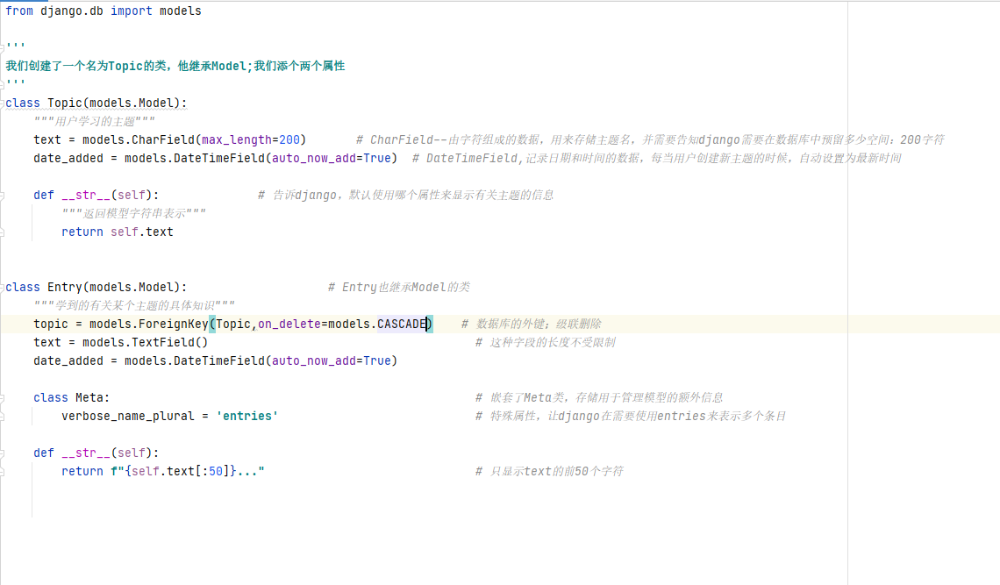 from django.db import models
'''
我们创建了一个名为Topic的类，他继承Model;我们添个两个属性
'''
class Topic(models.Model):
    """用户学习的主题"""
    text = models.CharField(max_length=200)       # CharField--由字符组成的数据，用来存储主题名，并需要告知django需要在数据库中预留多少空间：200字符
    date_added = models.DateTimeField(auto_now_add=True)  # DateTimeField,记录日期和时间的数据，每当用户创建新主题的时候，自动设置为最新时间
    def __str__(self):              # 告诉django，默认使用哪个属性来显示有关主题的信息
        """返回模型字符串表示"""
        return self.text
class Entry(models.Model):                    # Entry也继承Model的类
    """学到的有关某个主题的具体知识"""
    topic = models.ForeignKey(Topic,on_delete=models.CASCADE)    # 数据库的外键；级联删除
    text = models.TextField()                                      # 这种字段的长度不受限制
    date_added = models.DateTimeField(auto_now_add=True)
    class Meta:                                                    # 嵌套了Meta类，存储用于管理模型的额外信息
        verbose_name_plural = 'entries'                            # 特殊属性，让django在需要使用entries来表示多个条目
    def __str__(self):
        return f"{self.text[:50]}..."                              # 只显示text的前50个字符